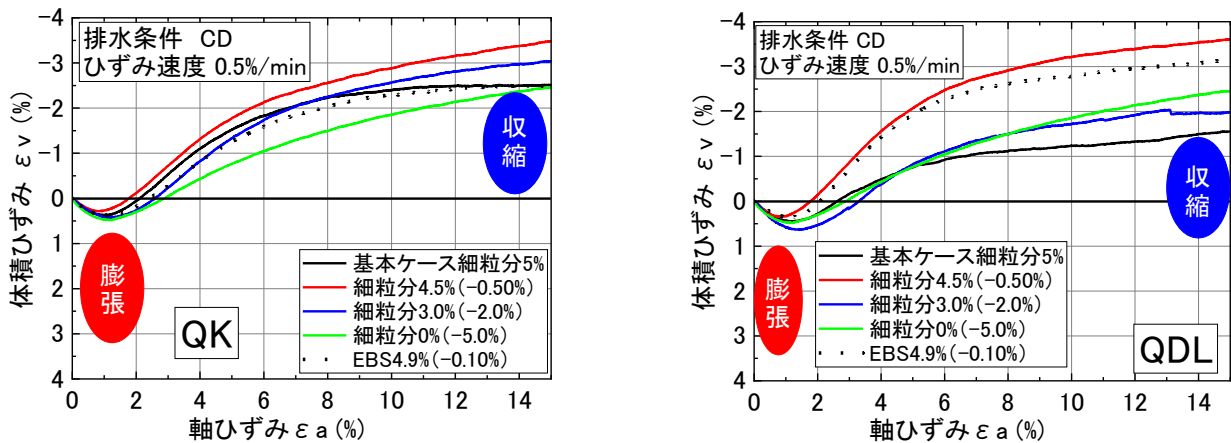 -4
-3
-2
-1
0
1
2
3
4
体積ひずみ εv (%)
排水条件 CD
ひずみ速度 0.5%/min
収縮
膨張
QK
基本ケース細粒分5%
細粒分4.5%(-0.50%)
細粒分3.0%(-2.0%)
細粒分0%(-5.0%)
EBS4.9%(-0.10%)
0 2 4 6 8 10 12 14
軸ひずみεa(%)
-4
-3
-2
-1
0
1
2
3
4
体積ひずみ εv (%)
排水条件 CD
ひずみ速度 0.5%/min
収縮
膨張
基本ケース細粒分5%
細粒分4.5%(-0.50%)
細粒分3.0%(-2.0%)
細粒分0%(-5.0%)
EBS4.9%(-0.10%)
QDL
0 2 4 6 8 10 12 14
軸ひずみεa(%)